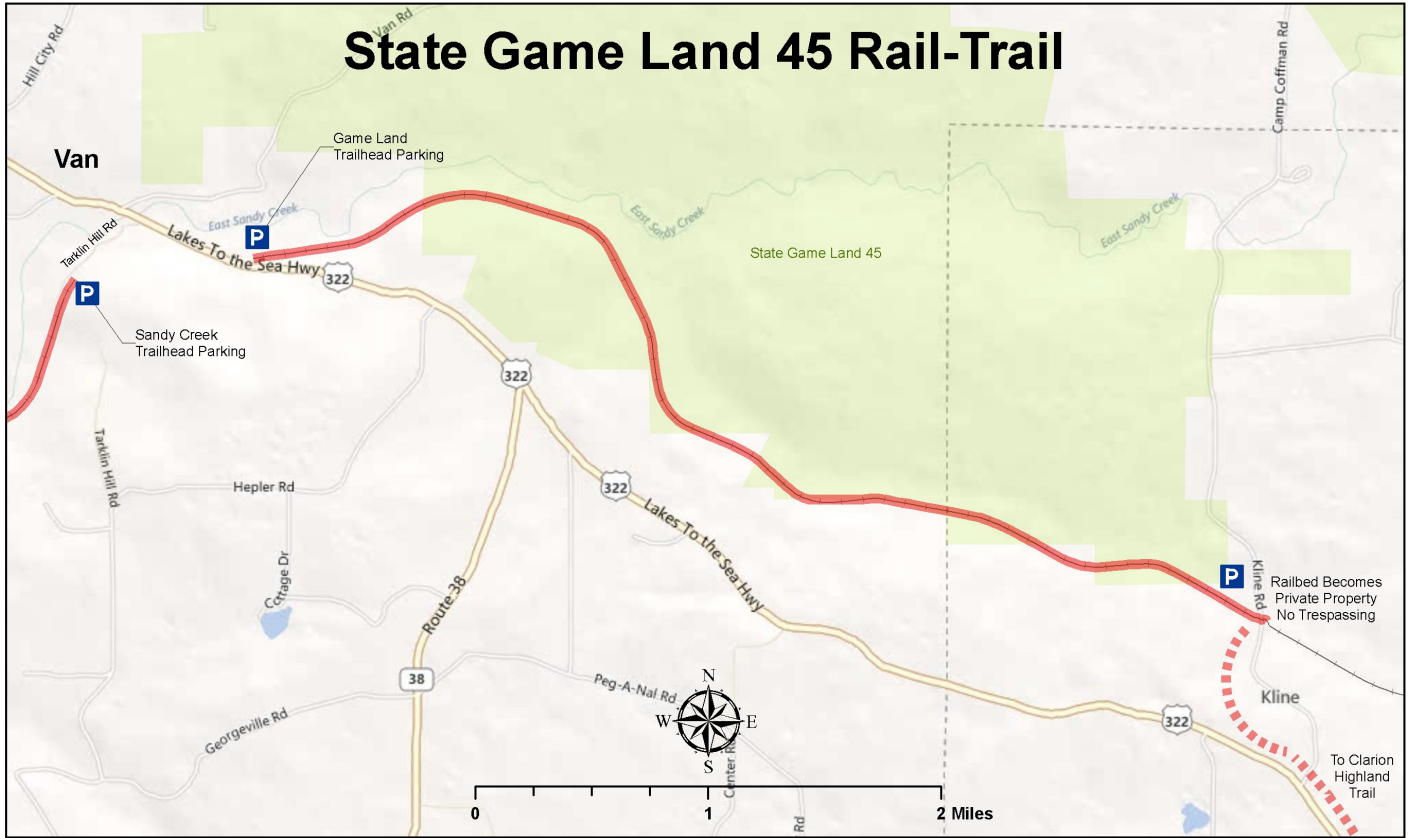 State Game Land 45 Rail-Trail
Hill City Rd
Van Rd
Camp Coffman Rd
Van
Game Land
Trailhead Parking
P
East Sandy Creek
East Sandy Creek
East Sandy Creek
Tarklin Hill Rd
Lakes To the Sea Hwy
322
State Game Land 45
P
Sandy Creek
Trailhead Parking
322
Tarklin Hill Rd
Hepler Rd
322
Lakes To the Sea Hwy
Cottage Dr
Route 38
P
Kline Rd
Railbed Becomes
Private Property
No Trespassing
38
Peg-A-Nal Rd
N
W
E
S
Kline
322
Georgeville Rd
Center Rd
To Clarion
Highland
Trail
0
1
2 Miles
Rd